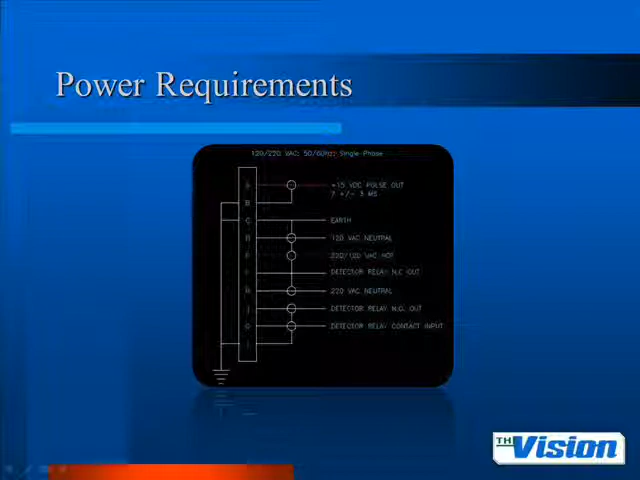 Power Requirements
120/220 VAC; 50/60hz; Single-Phase
A
+15 VDC PULSE OUT
7 +/- 3 MS
B
C
EARTH
120 VAC NEUTRAL
220/120 VAC HOT
F
DETECTOR RELAY N.C. OUT
220 VAC NEUTRAL
DETECTOR RELAY N.O. OUT
DETECTOR RELAY CONTACT INPUT
TH Vision